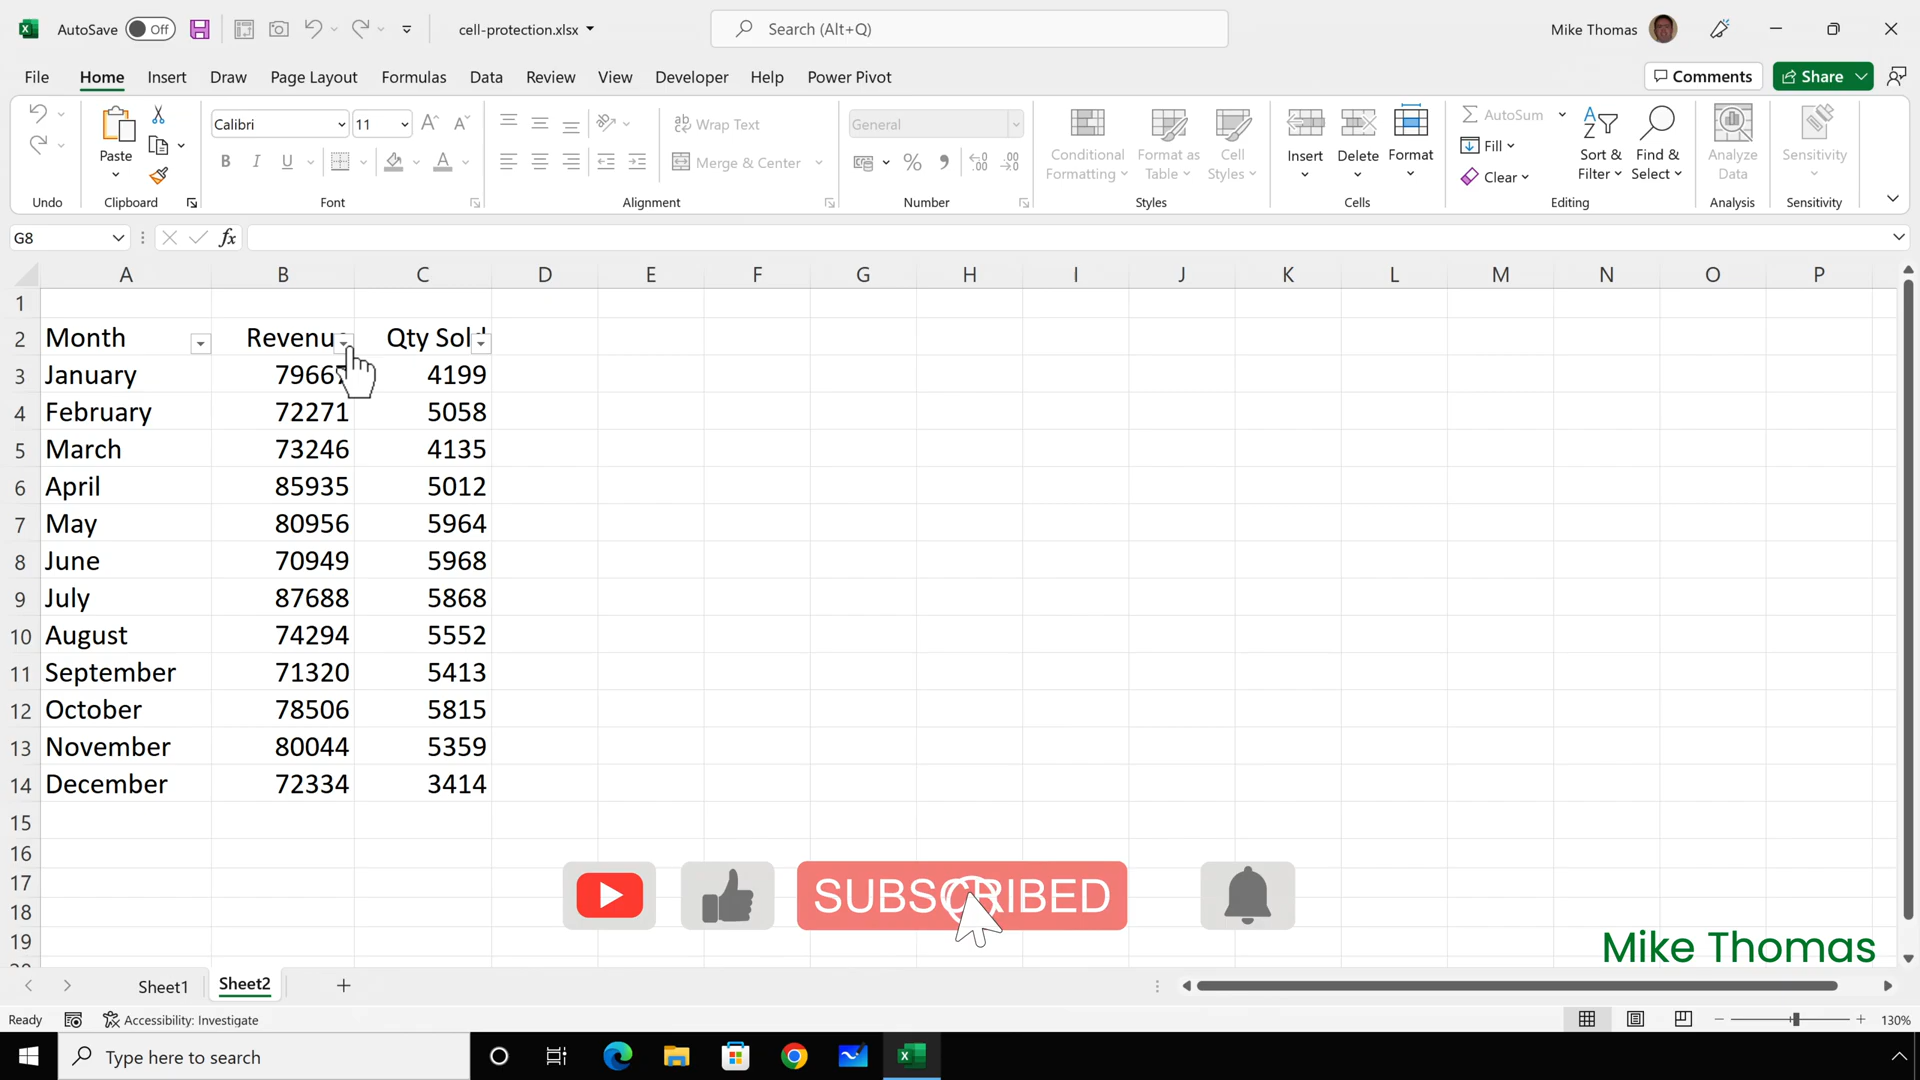 AutoSave Off cell-protection.xlsx Search (Alt+Q) Mike Thomas
File Home Insert Draw Page Layout Formulas Data Review View Developer Help Power Pivot Comments Share
Calibri 11 Wrap Text General AutoSum
Paste Conditional Formatting Format as Table Cell Styles Insert Delete Format Fill Sort & Filter Find & Select Analyze Data Sensitivity
B I U Merge & Center % Clear
Undo Clipboard Font Alignment Number Styles Cells Editing Analysis Sensitivity
G8 fx
A B C D E F G H I J K L M N O P
1
2 Month Qty
3 January 4199
4 February 72271 5058
5 March 73246 4135
6 April 85935 5012
7 May 80956 5964
8 June 70949 5968
9 July 87688 5868
10 August 74294 5552
11 September 71320 5413
12 October 78506 5815
13 November 80044 5359
14 December 72334 3414
15
16
17
18
19
SUBSCRIBED
Mike Thomas
Sheet1 Sheet2
Ready Accessibility: Investigate 130%
Type here to search